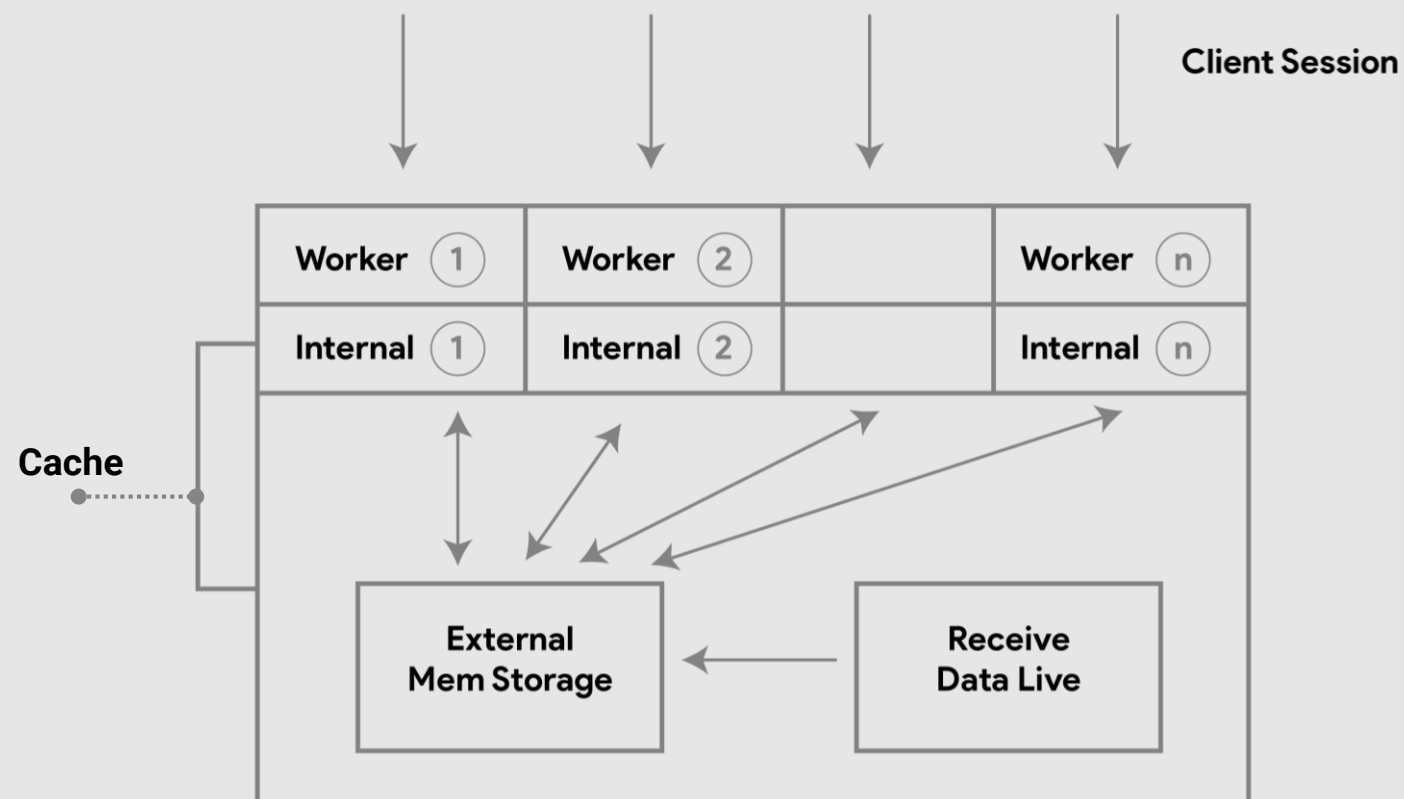 Client Session
Worker 1 Worker 2 Worker n
Internal 1 Internal 2 Internal n
Cache
External
Mem Storage
Receive
Data Live